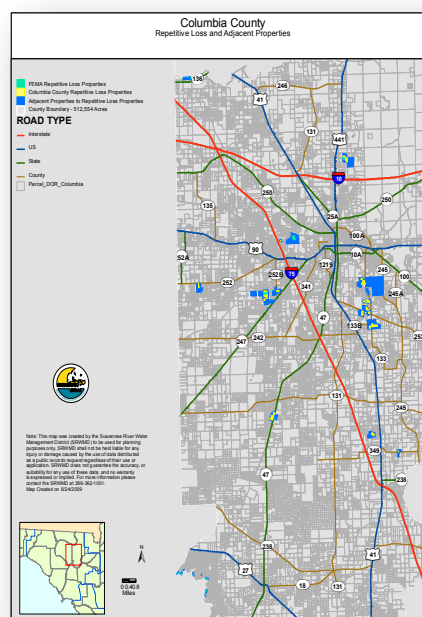 Columbia County
Repetitive Loss and Adjacent Properties
FEMA Repetitive Loss Properties
Columbia County Repetitive Loss Properties
Adjacent Properties to Repetitive Loss Properties
County Boundary - 512,554 Acres
ROAD TYPE
Interstate
US
State
County
Parcel_DOR_Columbia
136
246
41
131
441
10
250
250
135
25A
100A
90
10A
52A
252B
75
1219
245
100
252
341
245A
47
133B
252
247
242
133
131
245
349
47
238
238
41
27
18
131
Note: This map was created by the Suwannee River Water
Management District (SRWMD) to be used for planning
purposes only. SRWMD shall not be held liable for any
injury or damage caused by the use of data distributed
as a public records request regardless of their use or
application. SRWMD does not guarantee the accuracy, or
suitability for any use of these data, and no warranty
is expressed or implied. For more information please
contact the SRWMD at 386-362-1001.
Map Created on 8/24/2009
N
0 0.40.8
Miles